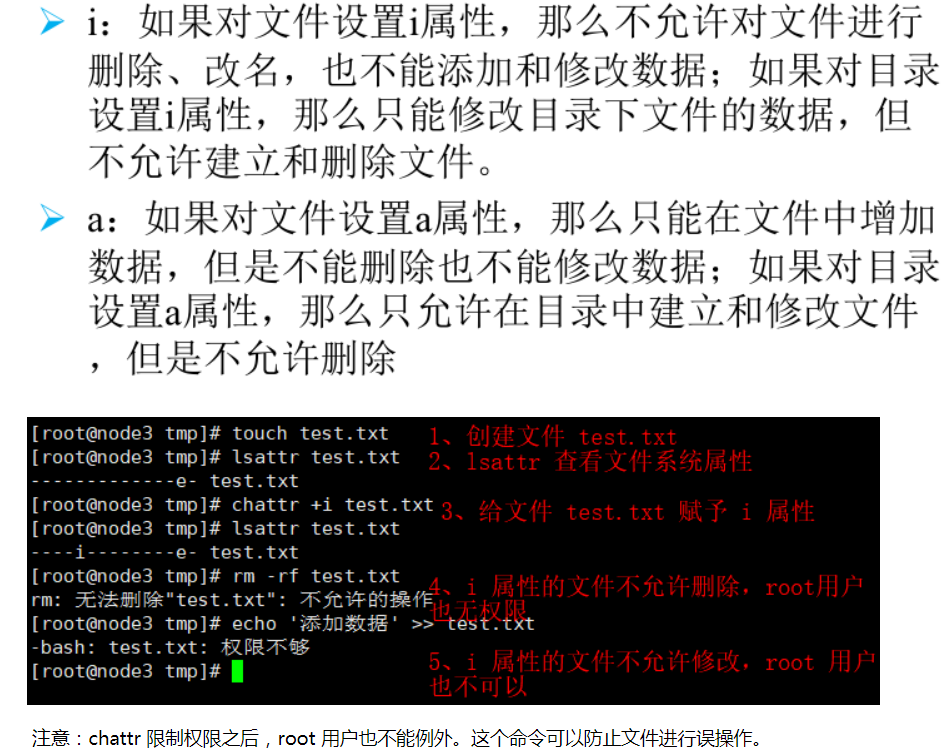 i：如果对文件设置i属性，那么不允许对文件进行
删除、改名，也不能添加和修改数据；如果对目录
设置i属性，那么只能修改目录下文件的数据，但
不允许建立和删除文件。
a：如果对文件设置a属性，那么只能在文件中增加
数据，但是不能删除也不能修改数据；如果对目录
设置a属性，那么只允许在目录中建立和修改文件
，但是不允许删除
[root@node3 tmp]# touch test.txt
1、创建文件 test.txt
[root@node3 tmp]# lsattr test.txt
2、lsattr 查看文件系统属性
-------------e- test.txt
[root@node3 tmp]# chattr +i test.txt
3、给文件 test.txt 赋予 i 属性
[root@node3 tmp]# lsattr test.txt
----i--------e- test.txt
[root@node3 tmp]# rm -rf test.txt
4、i 属性的文件不允许删除，root用户
rm: 无法删除"test.txt": 不允许的操作
也无权限
[root@node3 tmp]# echo '添加数据' >> test.txt
-bash: test.txt: 权限不够
5、i 属性的文件不允许修改，root 用户
[root@node3 tmp]#
也不可以
注意：chattr 限制权限之后，root 用户也不能例外。这个命令可以防止文件进行误操作。